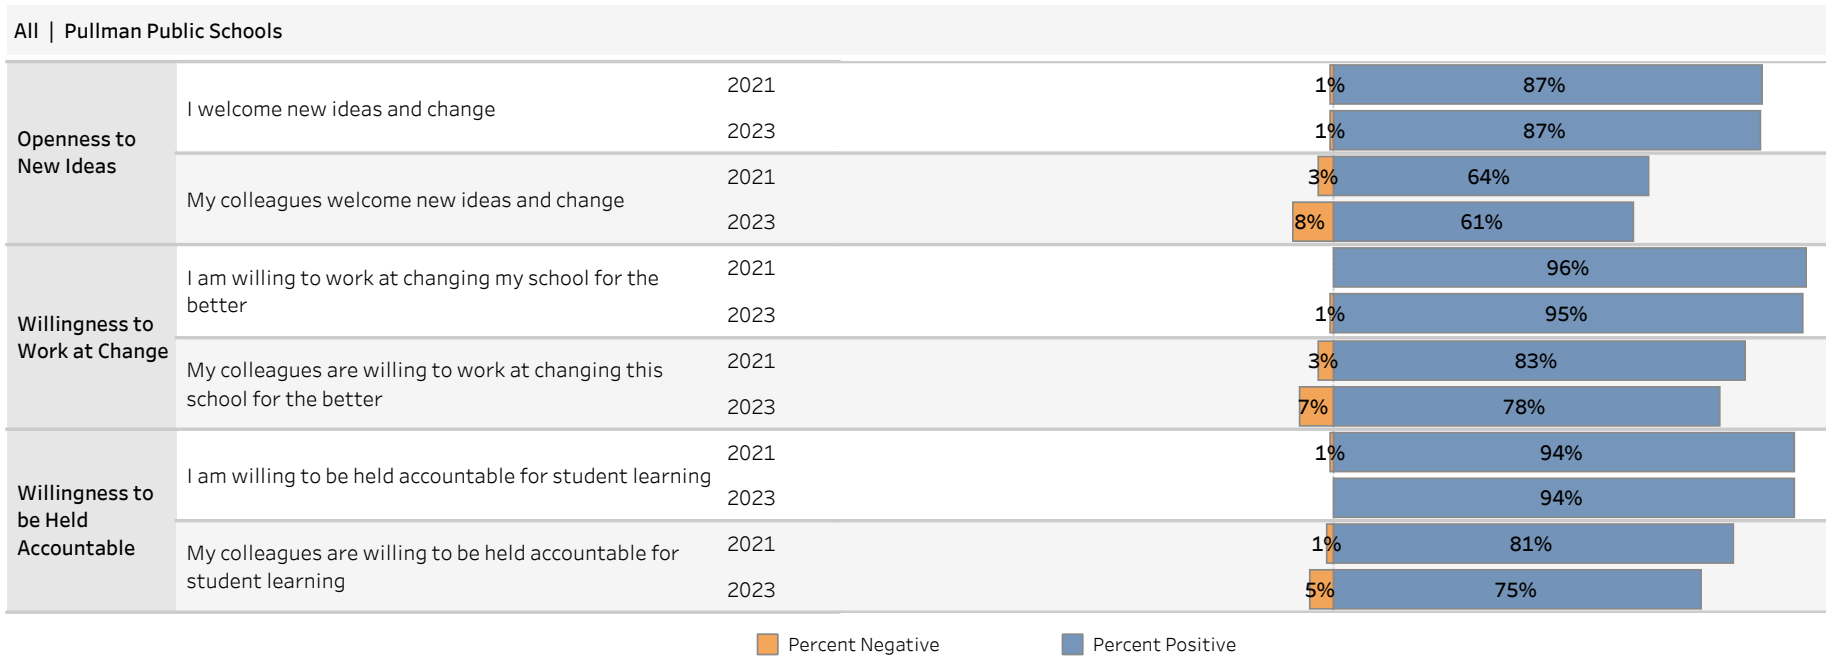 All | Pullman Public Schools
Openness to
New Ideas
I welcome new ideas and change
2021
1%
87%
2023
1%
87%
My colleagues welcome new ideas and change
2021
3%
64%
2023
8%
61%
Willingness to
Work at Change
I am willing to work at changing my school for the
better
2021
96%
2023
1%
95%
My colleagues are willing to work at changing this
school for the better
2021
3%
83%
2023
7%
78%
Willingness to
be Held
Accountable
I am willing to be held accountable for student learning
2021
1%
94%
2023
94%
My colleagues are willing to be held accountable for
student learning
2021
1%
81%
2023
5%
75%
Percent Negative
Percent Positive